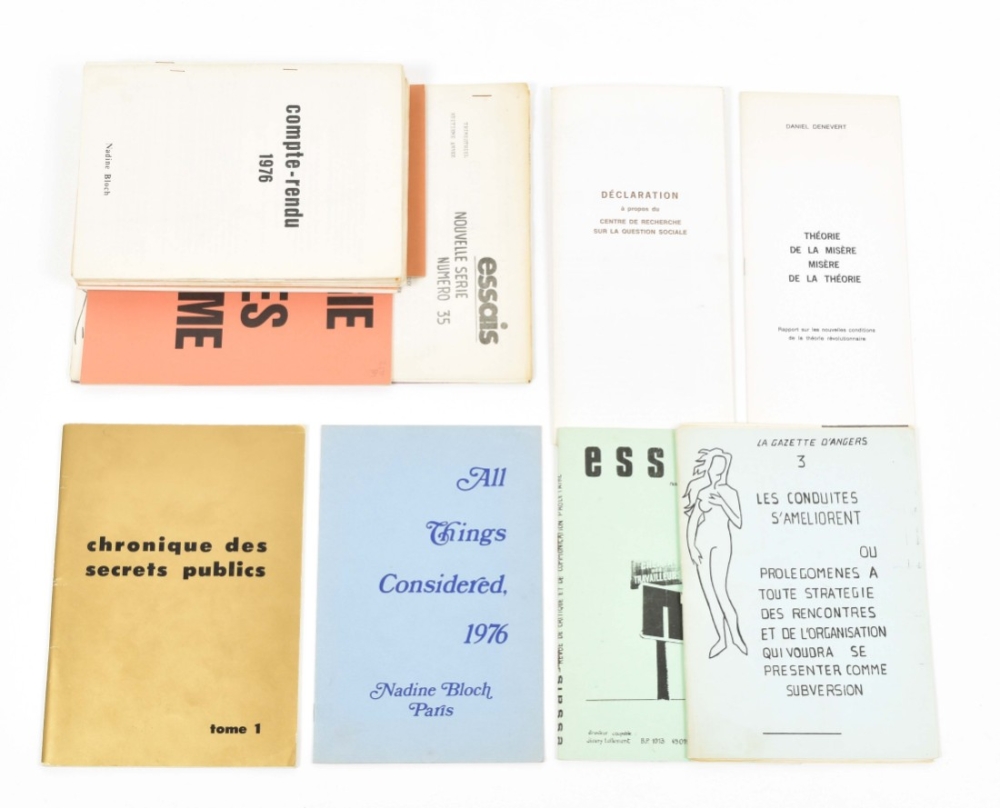 compte-rendu
1976
Nadine Bloch
essais
NOUVELLE SERIE
NUMERO 35
DÉCLARATION
à propos du
CENTRE DE RECHERCHE
SUR LA QUESTION SOCIALE
DANIEL DENEVERT
THÉORIE
DE LA MISÈRE
MISÈRE
DE LA THÉORIE
Rapport sur les nouvelles conditions
de la théorie révolutionnaire
chronique des
secrets publics
tome 1
All
Things
Considered,
1976
Nadine Bloch
Paris
ess
TRAVAILLEUR
LA GAZETTE D'ANGERS
3
LES CONDUITES
S'AMELIORENT
OU
PROLEGOMENES A
TOUTE STRATEGIE
DES RENCONTRES
ET DE L'ORGANISATION
QUI VOUDRA SE
PRESENTER COMME
SUBVERSION